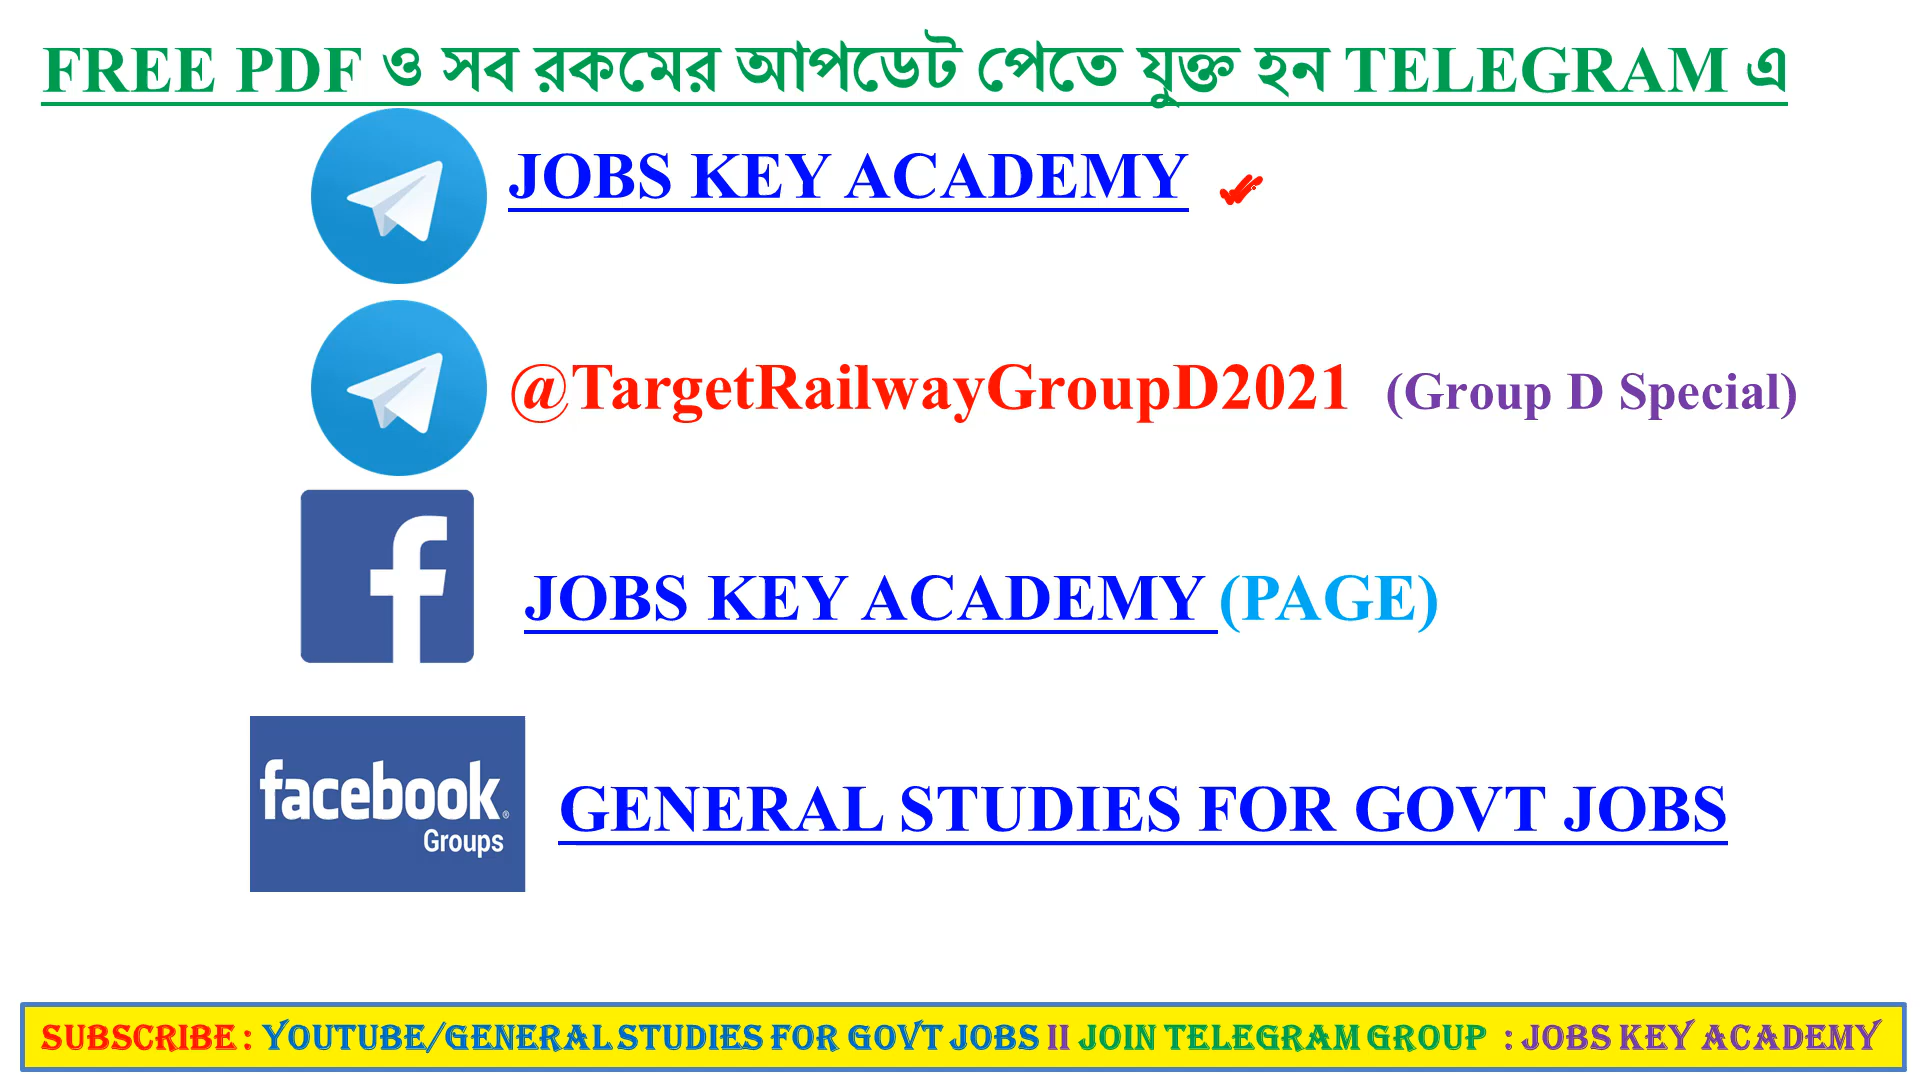 FREE PDF ও সব রকমের আপডেট পেতে যুক্ত হন TELEGRAM এ
JOBS KEY ACADEMY
@TargetRailwayGroupD2021 (Group D Special)
JOBS KEY ACADEMY (PAGE)
facebook®
Groups
GENERAL STUDIES FOR GOVT JOBS
SUBSCRIBE : YOUTUBE/GENERAL STUDIES FOR GOVT JOBS II JOIN TELEGRAM GROUP : JOBS KEY ACADEMY